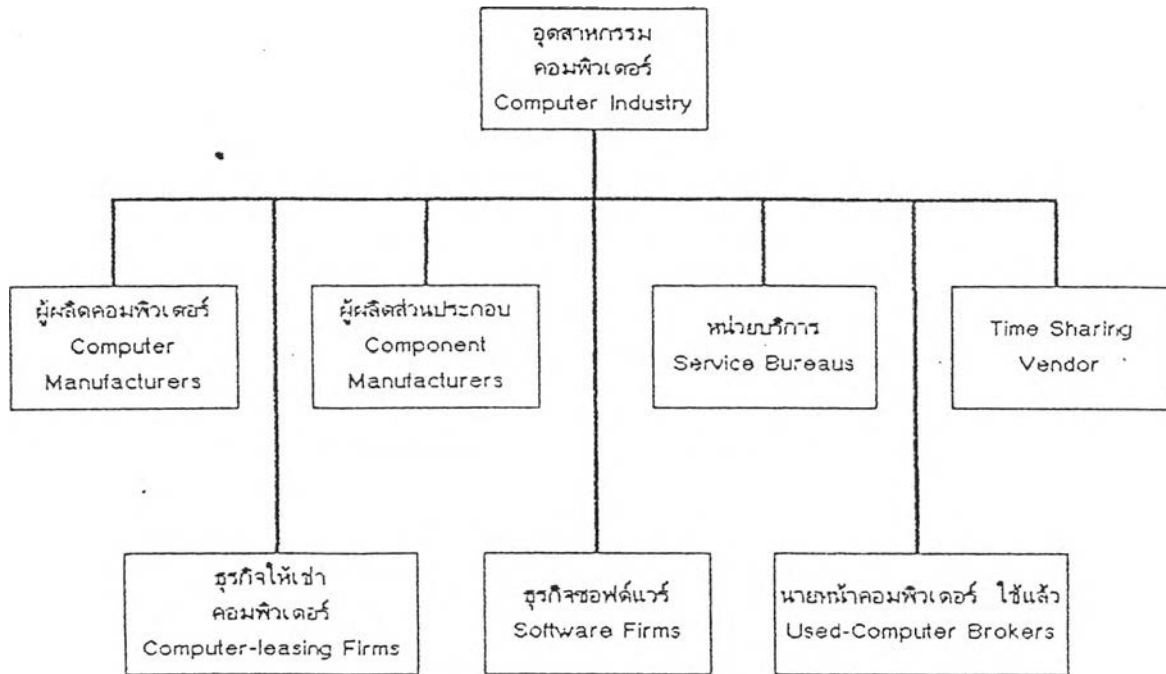 อุตสาหกรรม
คอมพิวเตอร์
Computer Industry
ผู้ผลิตคอมพิวเตอร์
Computer
Manufacturers
ผู้ผลิตส่วนประกอบ
Component
Manufacturers
หน่วยบริการ
Service Bureaus
Time Sharing
Vendor
ธุรกิจให้เช่า
คอมพิวเตอร์
Computer-leasing Firms
ธุรกิจซอฟต์แวร์
Software Firms
นายหน้าคอมพิวเตอร์ ใช้แล้ว
Used-Computer Brokers